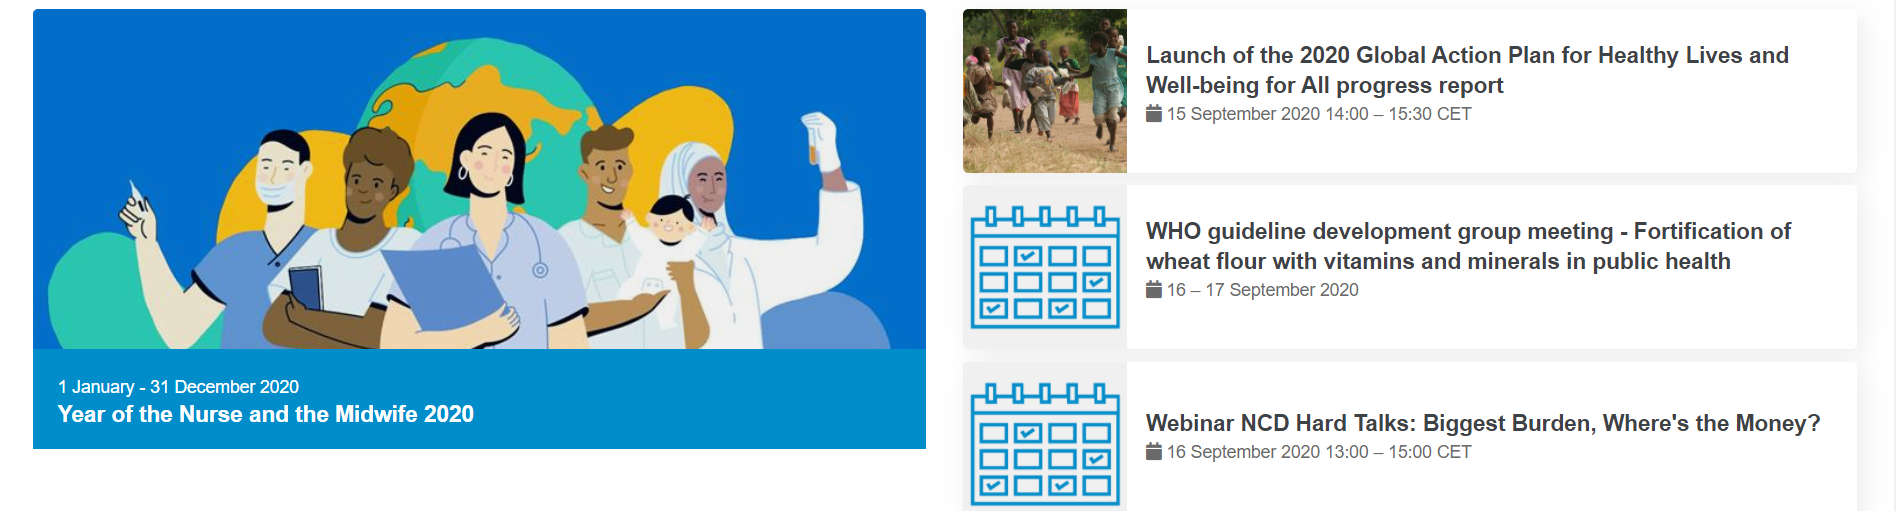 1 January - 31 December 2020
Year of the Nurse and the Midwife 2020
Launch of the 2020 Global Action Plan for Healthy Lives and
Well-being for All progress report
15 September 2020 14:00 – 15:30 CET
WHO guideline development group meeting - Fortification of
wheat flour with vitamins and minerals in public health
16 – 17 September 2020
Webinar NCD Hard Talks: Biggest Burden, Where's the Money?
16 September 2020 13:00 – 15:00 CET